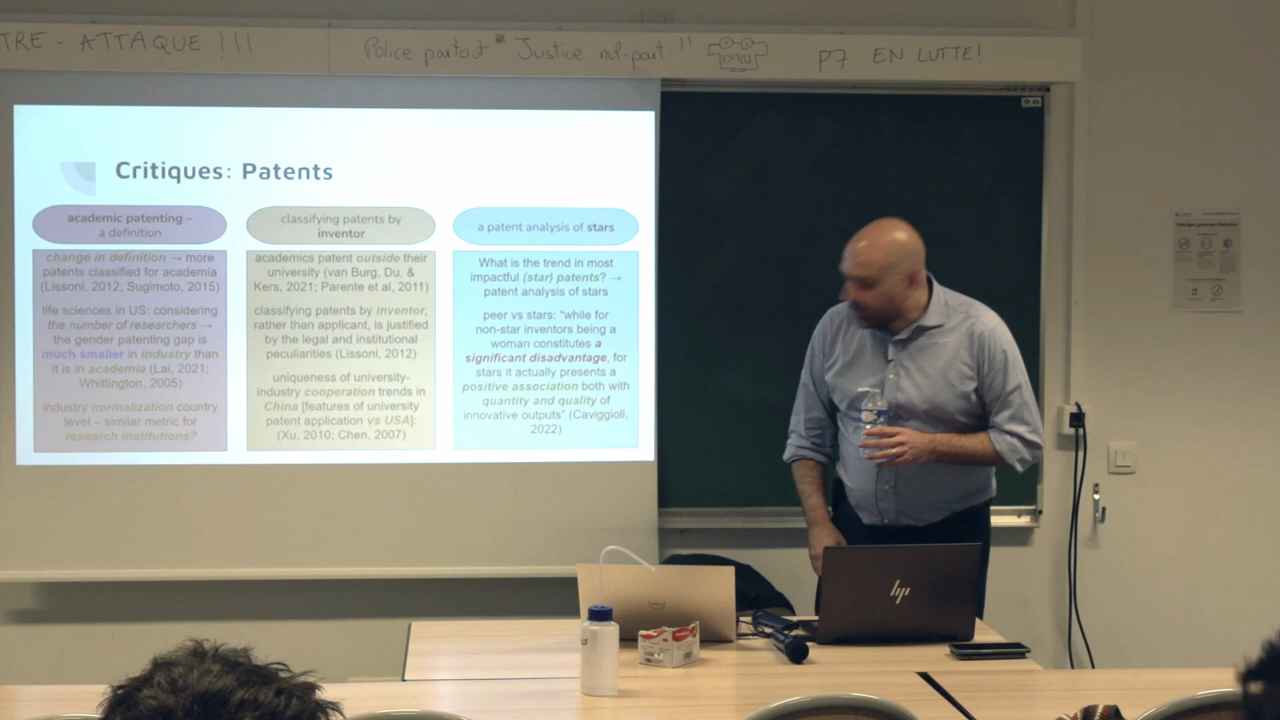 TRE - ATTAQUE !!!
Police partout " Justice nul-part !!
P7 EN LUTTE!
Critiques: Patents
academic patenting –
a definition
change in definition → more
patents classified for academia
(Lissoni, 2012; Sugimoto, 2015)
life sciences in US: considering
the number of researchers →
the gender patenting gap is
much smaller in industry than
it is in academia (Lai, 2021;
Whittington, 2005)
industry normalization country
level – similar metric for
research institutions?
classifying patents by
inventor
academics patent outside their
university (van Burg, Du, &
Kers, 2021; Parente et al, 2011)
classifying patents by inventor,
rather than applicant, is justified
by the legal and institutional
peculiarities (Lissoni, 2012)
uniqueness of university-
industry cooperation trends in
China [features of university
patent application vs USA]:
(Xu, 2010; Chen, 2007)
a patent analysis of stars
What is the trend in most
impactful (star) patents? →
patent analysis of stars
peer vs stars: “while for
non-star inventors being a
woman constitutes a
significant disadvantage, for
stars it actually presents a
positive association both with
quantity and quality of
innovative outputs” (Caviggioli,
2022)
hp